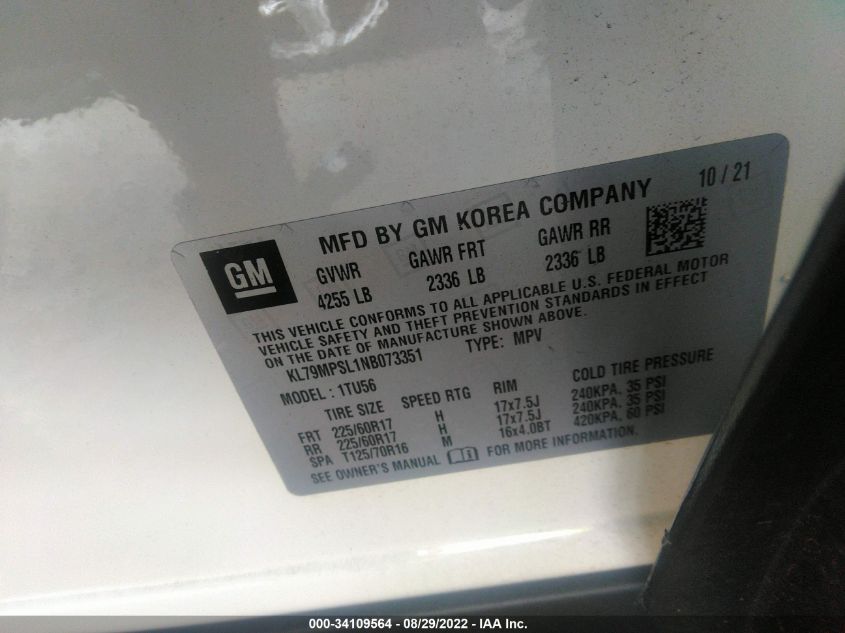 MFD BY GM KOREA COMPANY 10 / 21
GM
GVWR GAWR FRT GAWR RR
4255 LB 2336 LB 2336 LB
THIS VEHICLE CONFORMS TO ALL APPLICABLE U.S. FEDERAL MOTOR
VEHICLE SAFETY AND THEFT PREVENTION STANDARDS IN EFFECT
ON THE DATE OF MANUFACTURE SHOWN ABOVE.
KL79MPSL1NB073351 TYPE: MPV
MODEL : 1TU56
TIRE SIZE SPEED RTG RIM COLD TIRE PRESSURE
FRT 225/60R17 H 17x7.5J 240KPA, 35 PSI
RR 225/60R17 H 17x7.5J 240KPA, 35 PSI
SPA T125/70R16 M 16x4.0BT 420KPA, 60 PSI
SEE OWNER'S MANUAL FOR MORE INFORMATION.
000-34109564 - 08/29/2022 - IAA Inc.